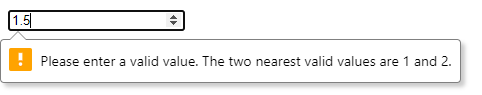 1.5
Please enter a valid value. The two nearest valid values are 1 and 2.